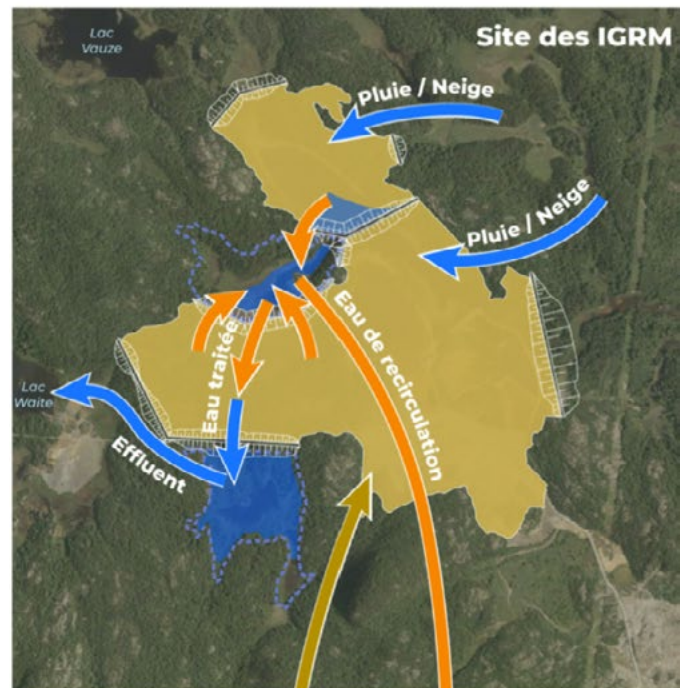 Lac
Vauze
Site des IGRM
Pluie / Neige
Pluie / Neige
Eau traitée
Eau de recirculation
Lac
Waite
Effluent